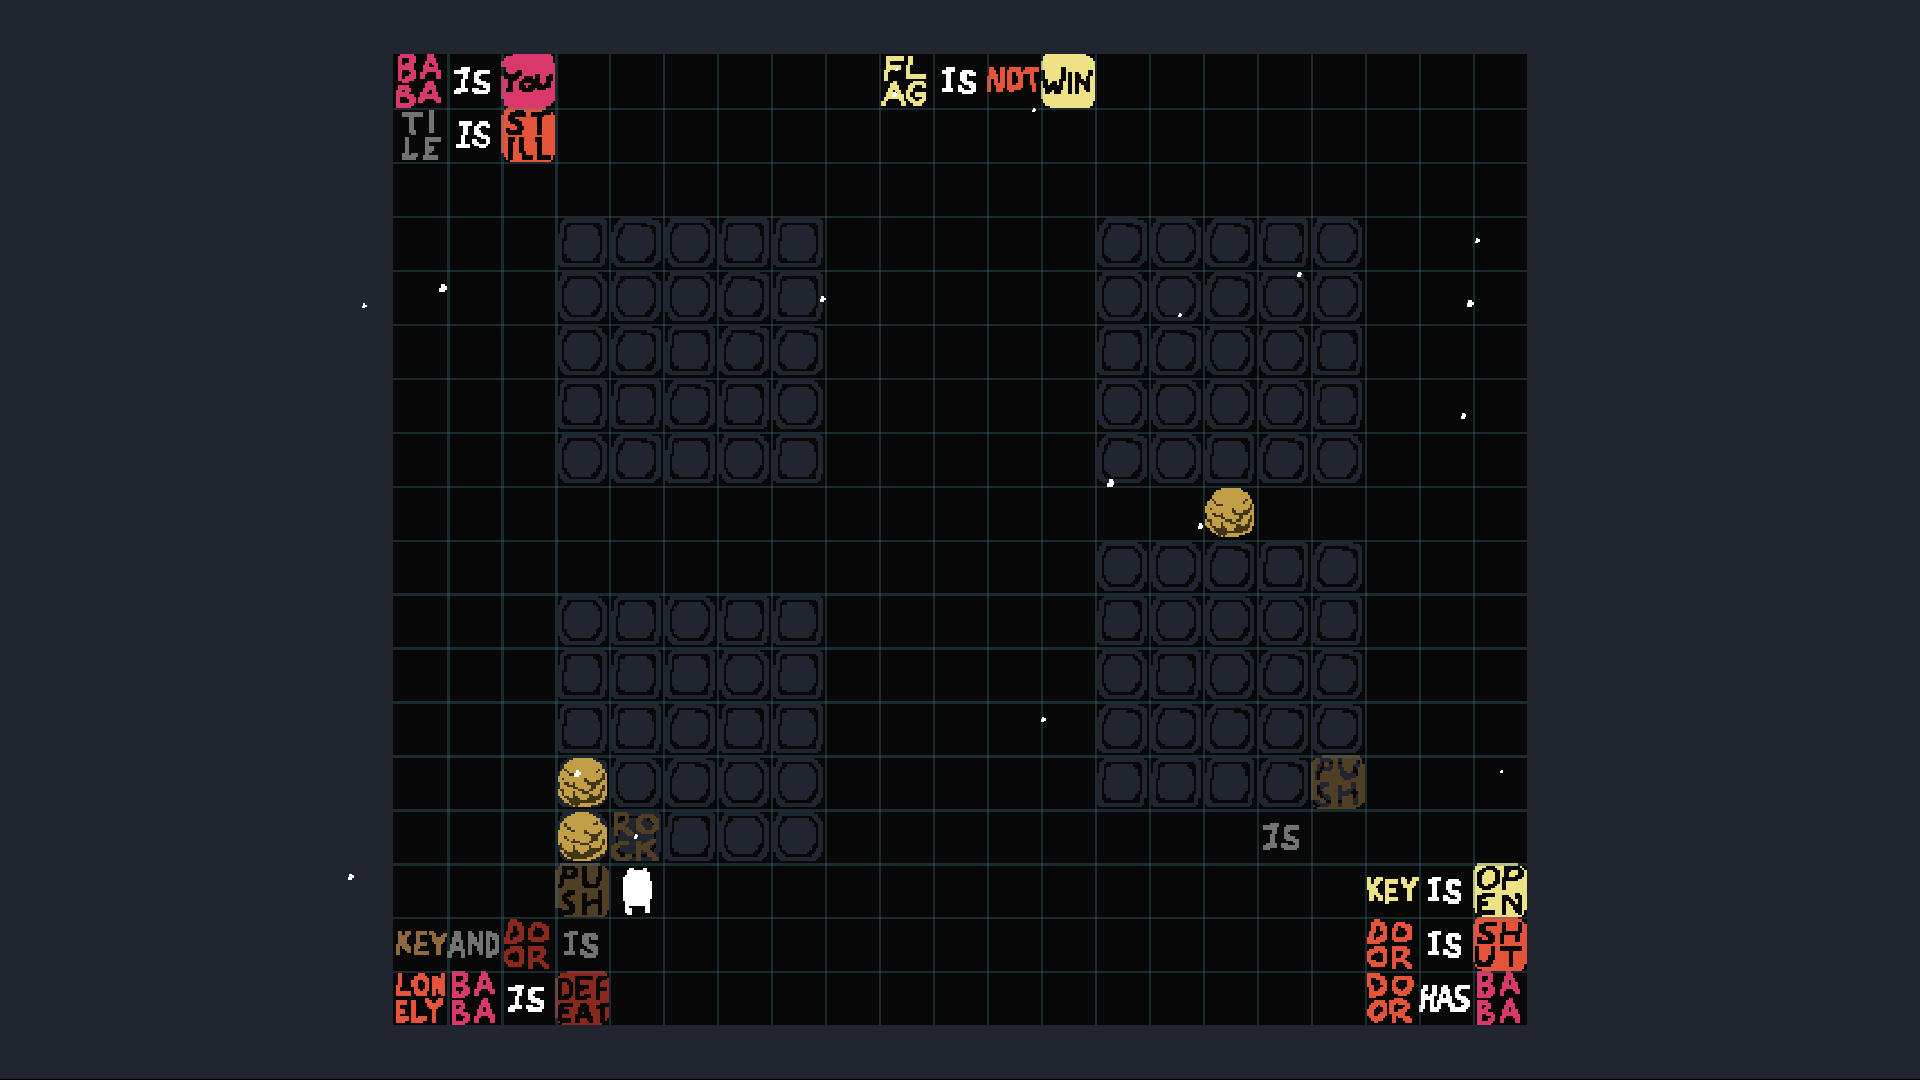 BABA IS YOU FLAG IS NOT WIN
TILE IS STILL
PUSH
ROCK IS
PUSH KEY IS OPEN
KEY AND DOOR IS DOOR IS SHUT
LONELY BABA IS DEFEAT DOOR HAS BABA